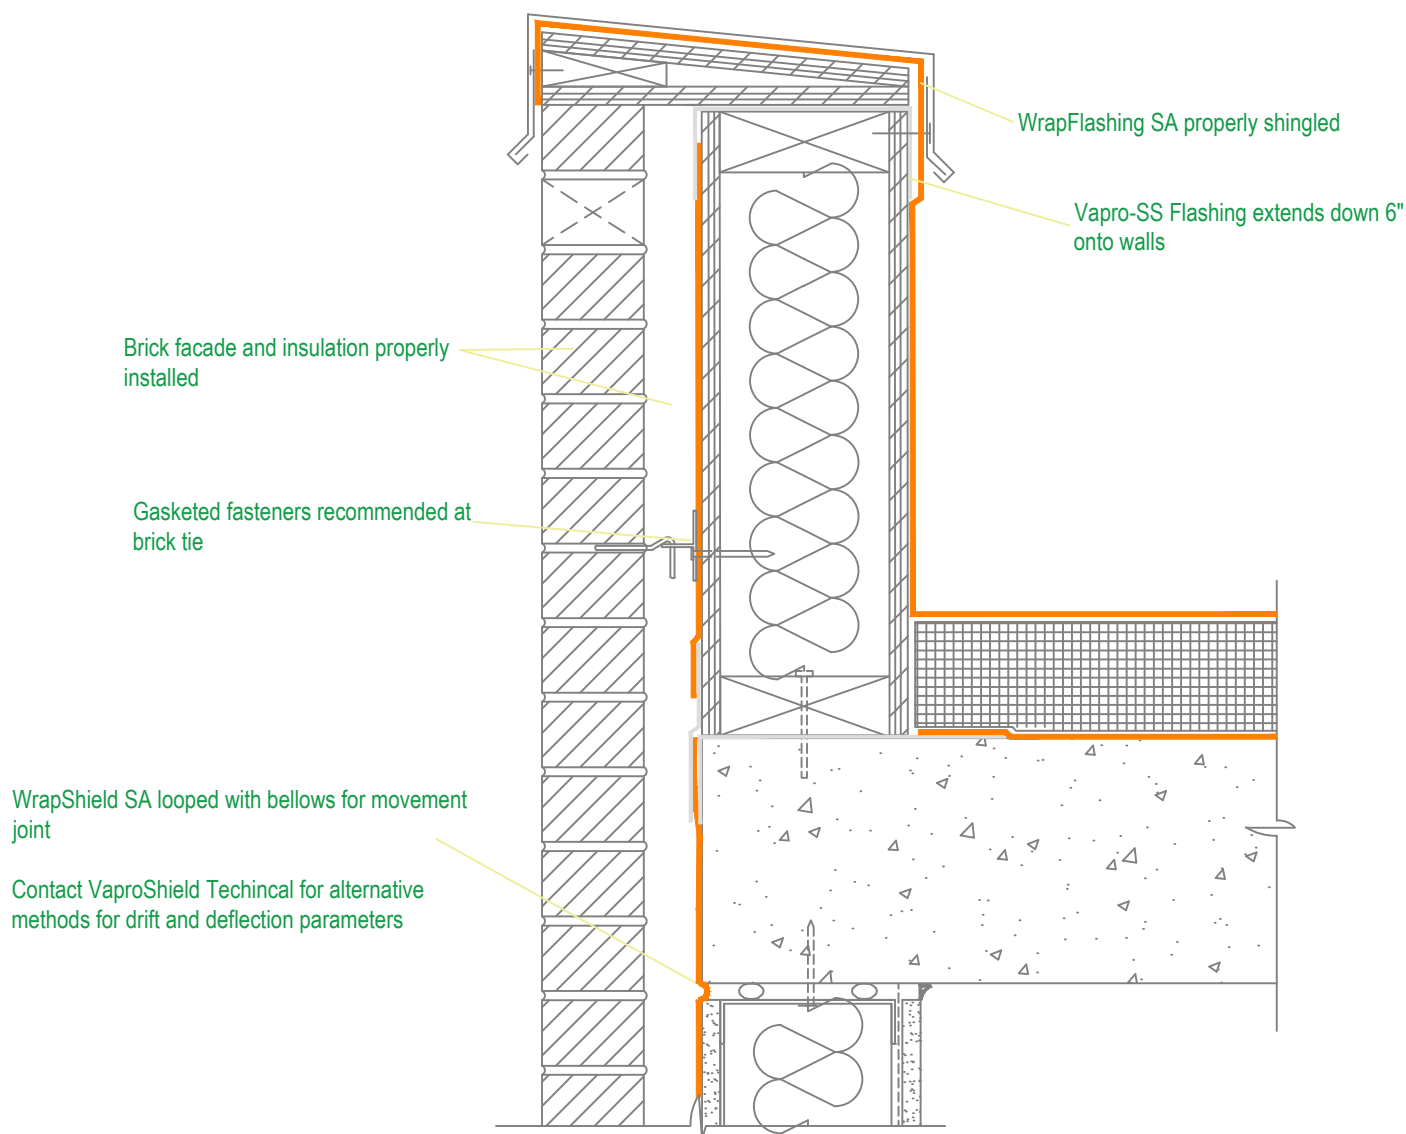 WrapFlashing SA properly shingled
Vapro-SS Flashing extends down 6"
onto walls
Brick facade and insulation properly
installed
Gasketed fasteners recommended at
brick tie
WrapShield SA looped with bellows for movement
joint
Contact VaproShield Techincal for alternative
methods for drift and deflection parameters